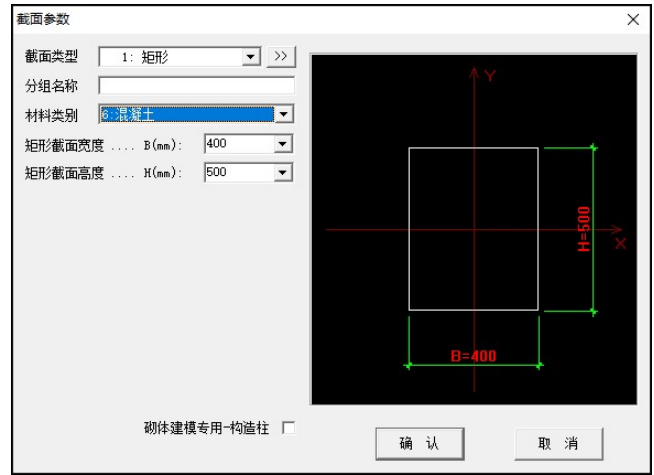 截面参数
截面类型 1: 矩形 >>
分组名称
材料类别 6:混凝土
矩形截面宽度 .... B(mm): 400
矩形截面高度 .... H(mm): 500
Y
X
H=500
B=400
砌体建模专用-构造柱
确 认 取 消